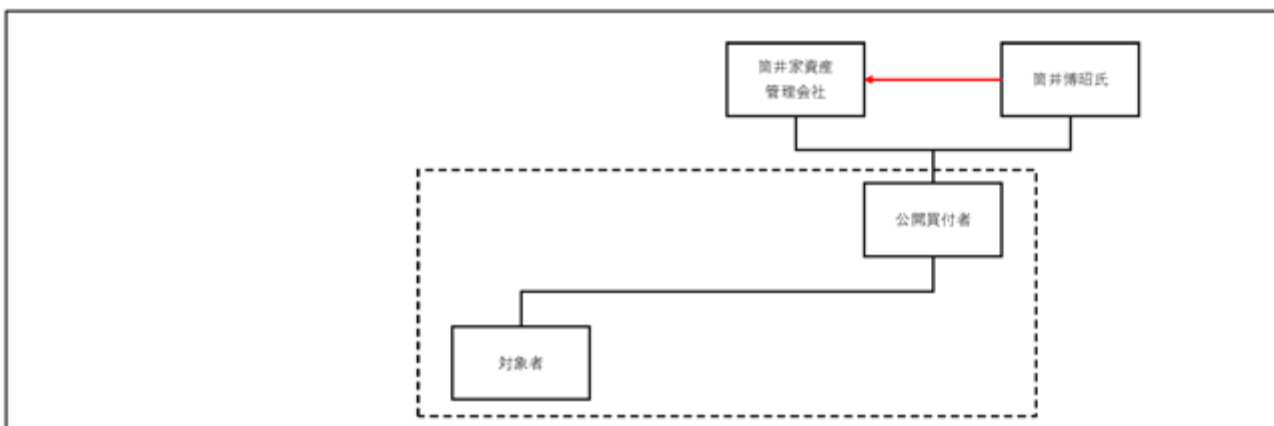 筒井家資産
管理会社
筒井博昭氏
公開買付者
対象者